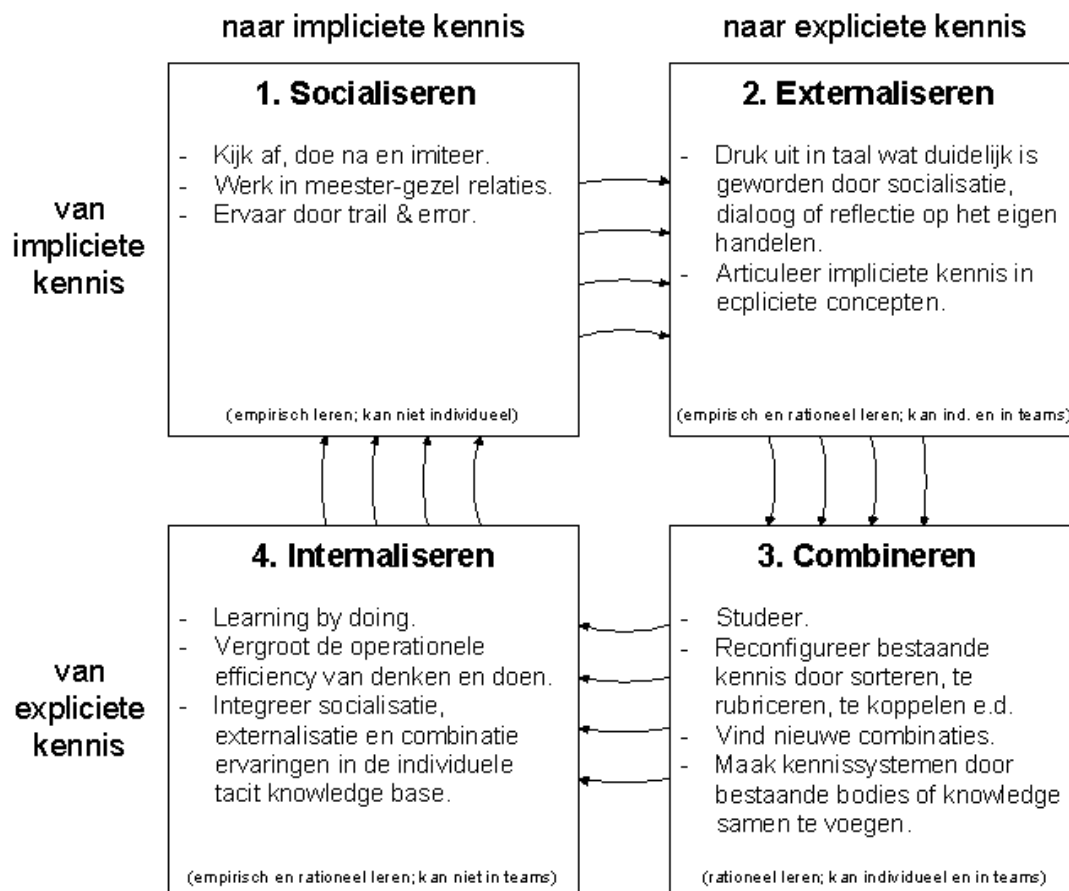 naar impliciete kennis
naar expliciete kennis
van
impliciete
kennis
1. Socialiseren
- Kijk af, doe na en imiteer.
- Werk in meester-gezel relaties.
- Ervaar door trail & error.
(empirisch leren; kan niet individueel)
2. Externaliseren
- Druk uit in taal wat duidelijk is
geworden door socialisatie,
dialoog of reflectie op het eigen
handelen.
- Articuleer impliciete kennis in
ecpliciete concepten.
(empirisch en rationeel leren; kan ind. en in teams)
van
expliciete
kennis
4. Internaliseren
- Learning by doing.
- Vergroot de operationele
efficiency van denken en doen.
- Integreer socialisatie,
externalisatie en combinatie
ervaringen in de individuele
tacit knowledge base.
(empirisch en rationeel leren; kan niet in teams)
3. Combineren
- Studeer.
- Reconfigureer bestaande
kennis door sorteren, te
rubriceren, te koppelen e.d.
- Vind nieuwe combinaties.
- Maak kennissystemen door
bestaande bodies of knowledge
samen te voegen.
(rationeel leren; kan individueel en in teams)